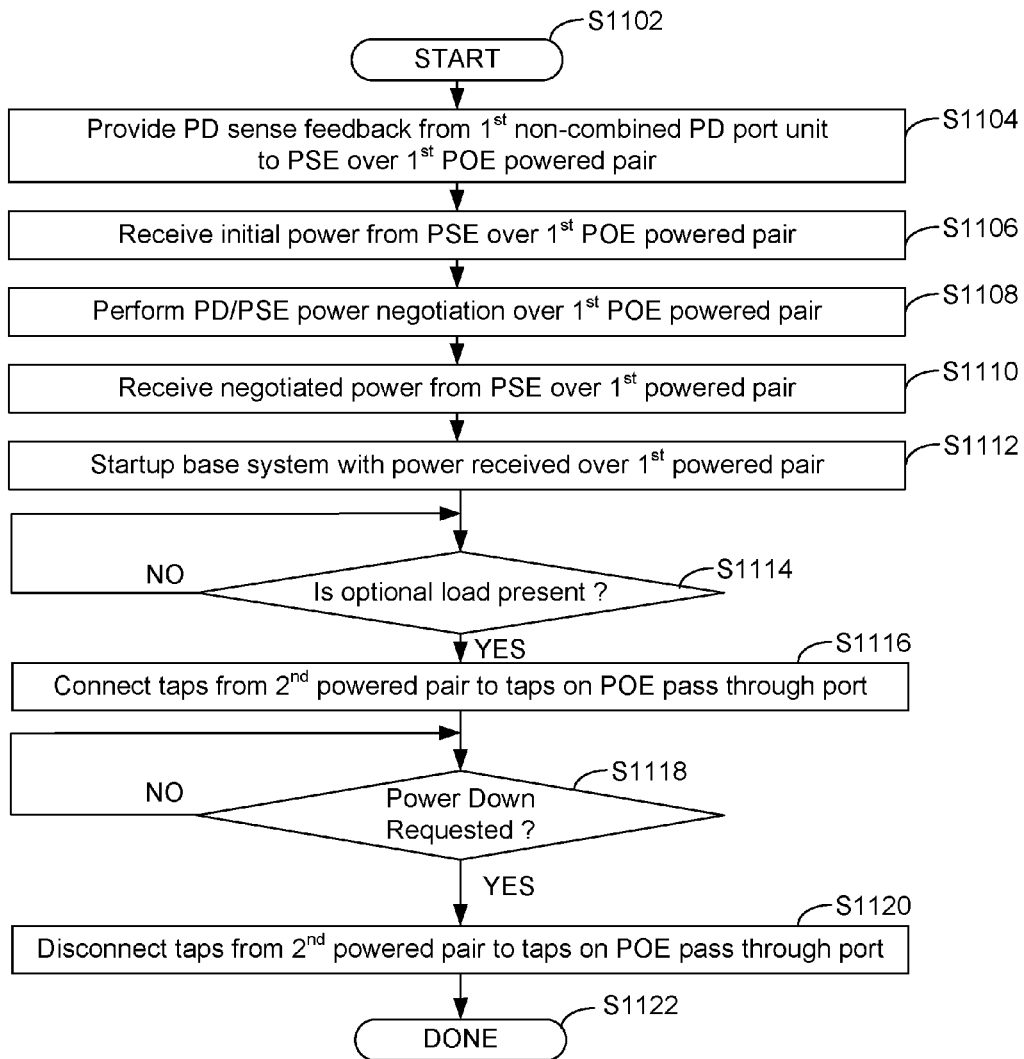 S1102
START
Provide PD sense feedback from 1st non-combined PD port unit
to PSE over 1st POE powered pair
S1104
Receive initial power from PSE over 1st POE powered pair
S1106
Perform PD/PSE power negotiation over 1st POE powered pair
S1108
Receive negotiated power from PSE over 1st powered pair
S1110
Startup base system with power received over 1st powered pair
S1112
NO
Is optional load present ?
S1114
YES
S1116
Connect taps from 2nd powered pair to taps on POE pass through port
S1118
NO
Power Down
Requested ?
YES
S1120
Disconnect taps from 2nd powered pair to taps on POE pass through port
S1122
DONE